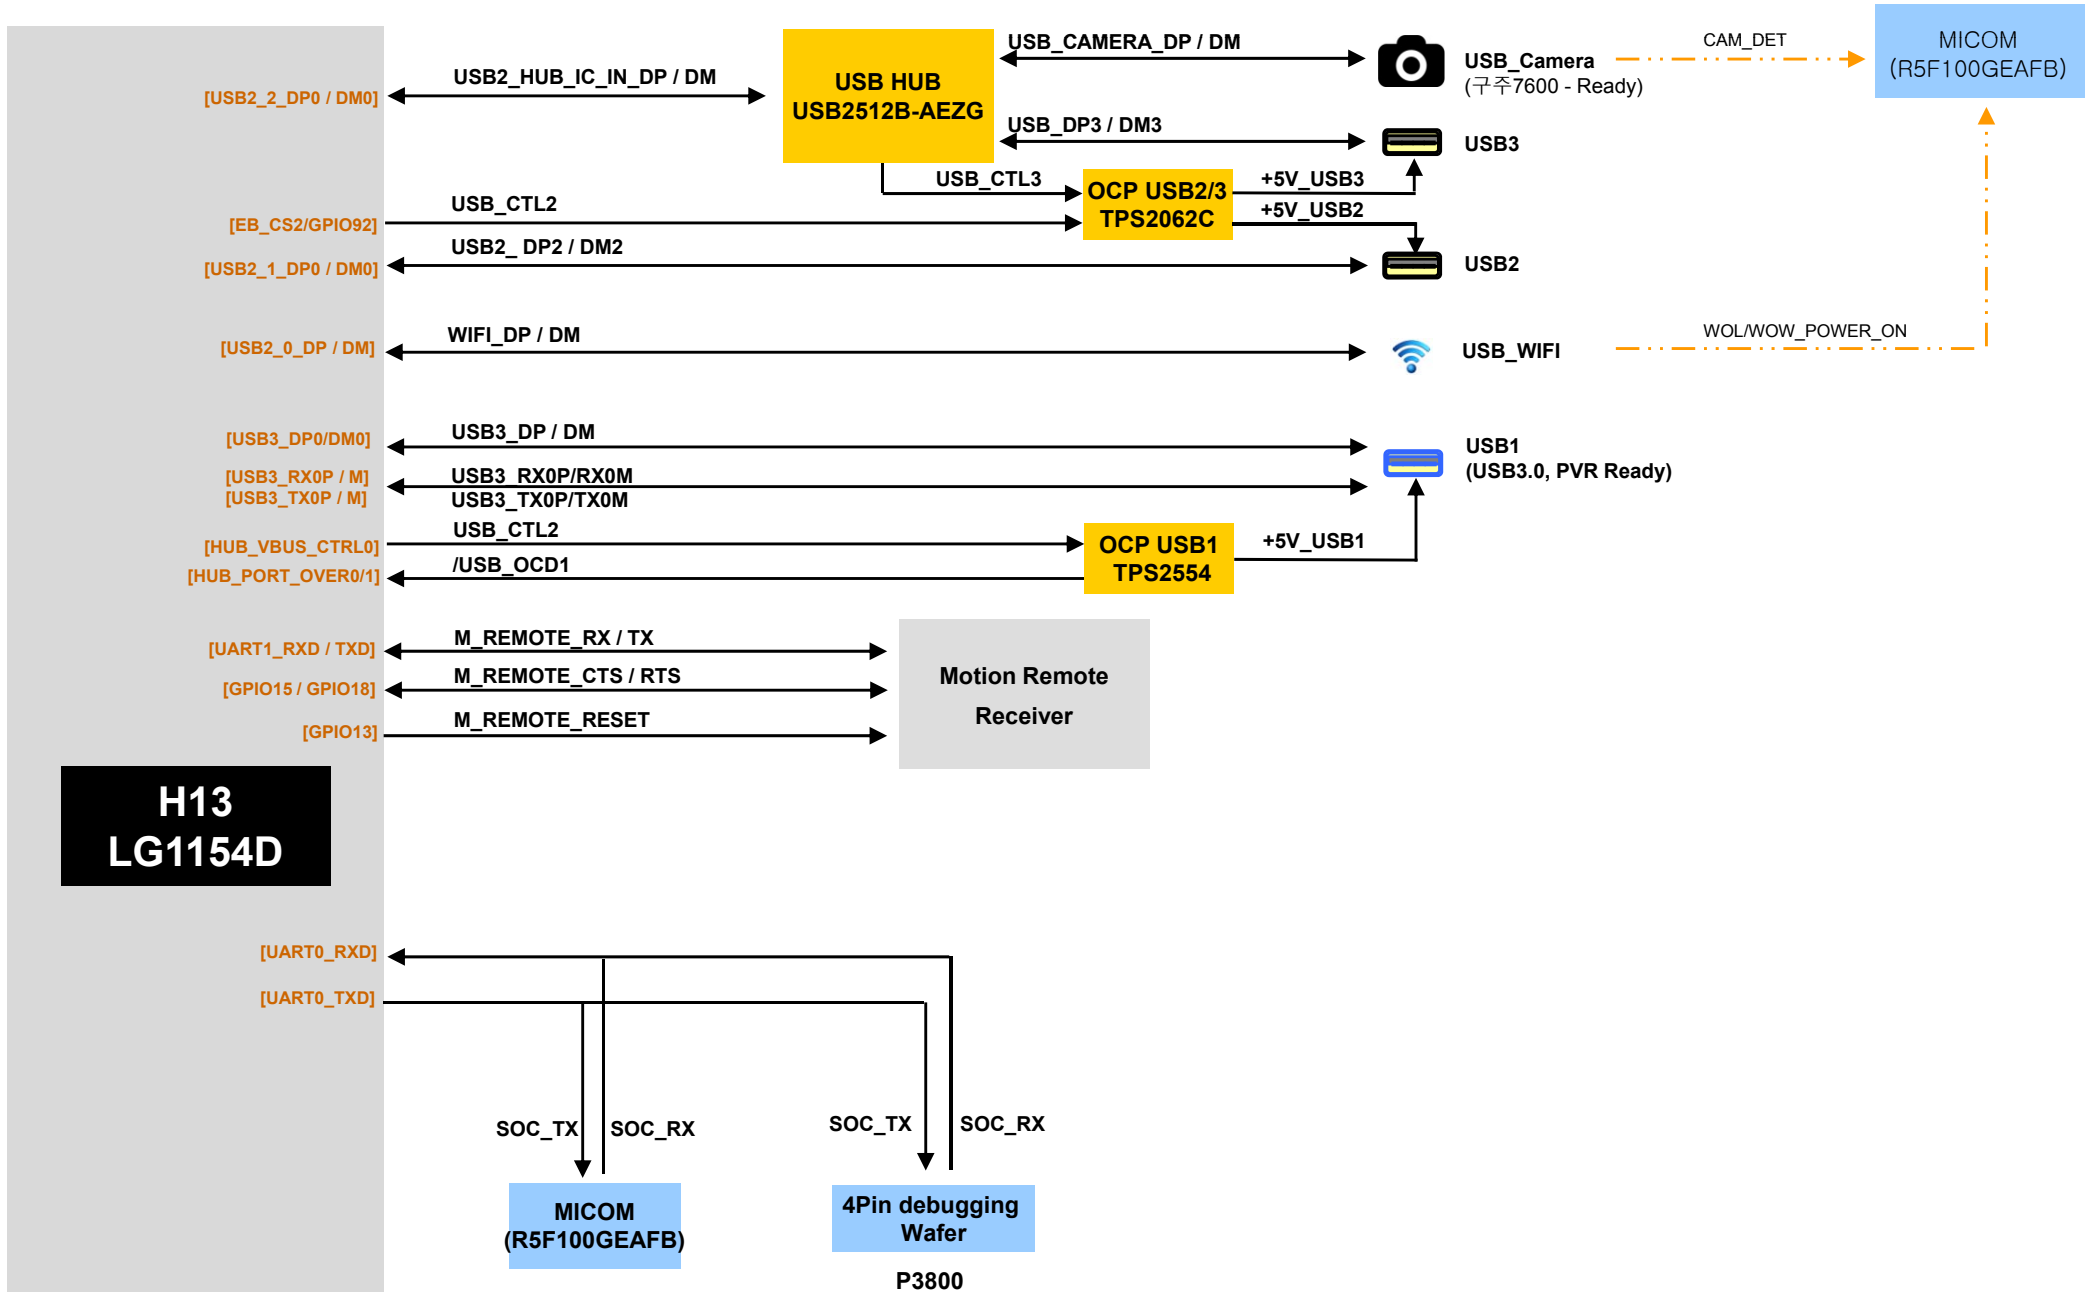 [USB2_2_DP0 / DM0]
USB2_HUB_IC_IN_DP / DM
USB HUB
USB2512B-AEZG
USB_CAMERA_DP / DM
USB_Camera
(구주7600 - Ready)
CAM_DET
MICOM
(R5F100GEAFB)
USB_DP3 / DM3
USB3
USB_CTL3
OCP USB2/3
TPS2062C
+5V_USB3
+5V_USB2
[EB_CS2/GPIO92]
USB_CTL2
[USB2_1_DP0 / DM0]
USB2_ DP2 / DM2
USB2
[USB2_0_DP / DM]
WIFI_DP / DM
USB_WIFI
WOL/WOW_POWER_ON
[USB3_DP0/DM0]
USB3_DP / DM
USB1
(USB3.0, PVR Ready)
[USB3_RX0P / M]
[USB3_TX0P / M]
USB3_RX0P/RX0M
USB3_TX0P/TX0M
[HUB_VBUS_CTRL0]
USB_CTL2
OCP USB1
TPS2554
+5V_USB1
[HUB_PORT_OVER0/1]
/USB_OCD1
[UART1_RXD / TXD]
M_REMOTE_RX / TX
[GPIO15 / GPIO18]
M_REMOTE_CTS / RTS
[GPIO13]
M_REMOTE_RESET
Motion Remote
Receiver
H13
LG1154D
[UART0_RXD]
[UART0_TXD]
SOC_TX
SOC_RX
SOC_TX
SOC_RX
MICOM
(R5F100GEAFB)
4Pin debugging
Wafer
P3800